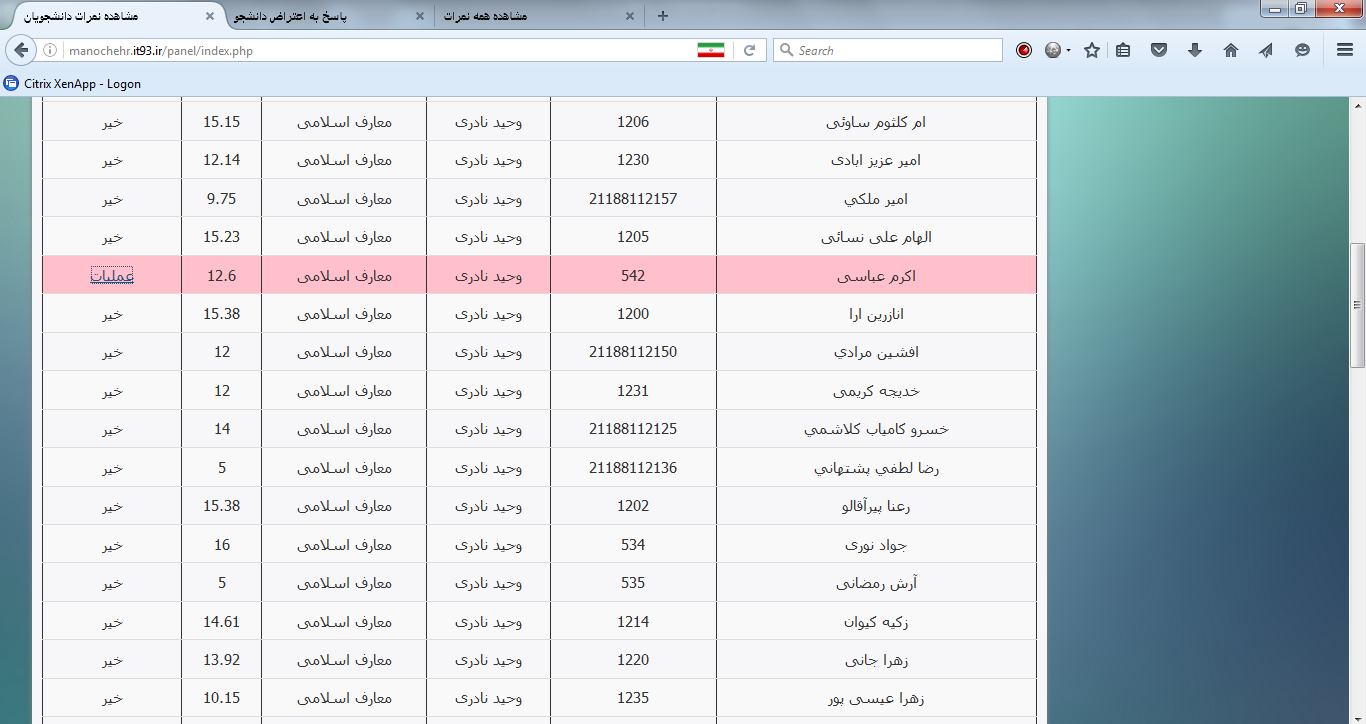 مشاهده نمرات دانشجویان × پاسخ به اعتراض دانشجو × مشاهده همه نمرات × +
manochehr.it93.ir/panel/index.php Search
Citrix XenApp - Logon
ام کلثوم ساوئی 1206 وحید نادری معارف اسلامی 15.15 خیر
امیر عزیز ابادی 1230 وحید نادری معارف اسلامی 12.14 خیر
امیر ملكي 21188112157 وحید نادری معارف اسلامی 9.75 خیر
الهام علی نسائی 1205 وحید نادری معارف اسلامی 15.23 خیر
اکرم عباسی 542 وحید نادری معارف اسلامی 12.6 عملیات
انازرین ارا 1200 وحید نادری معارف اسلامی 15.38 خیر
افشین مرادي 21188112150 وحید نادری معارف اسلامی 12 خیر
خدیجه کریمی 1231 وحید نادری معارف اسلامی 12 خیر
خسرو كامیاب كلاشمي 21188112125 وحید نادری معارف اسلامی 14 خیر
رضا لطفي پشتهاني 21188112136 وحید نادری معارف اسلامی 5 خیر
رعنا پیرآقالو 1202 وحید نادری معارف اسلامی 15.38 خیر
جواد نوری 534 وحید نادری معارف اسلامی 16 خیر
آرش رمضانی 535 وحید نادری معارف اسلامی 5 خیر
زکیه کیوان 1214 وحید نادری معارف اسلامی 14.61 خیر
زهرا جانی 1220 وحید نادری معارف اسلامی 13.92 خیر
زهرا عیسی پور 1235 وحید نادری معارف اسلامی 10.15 خیر